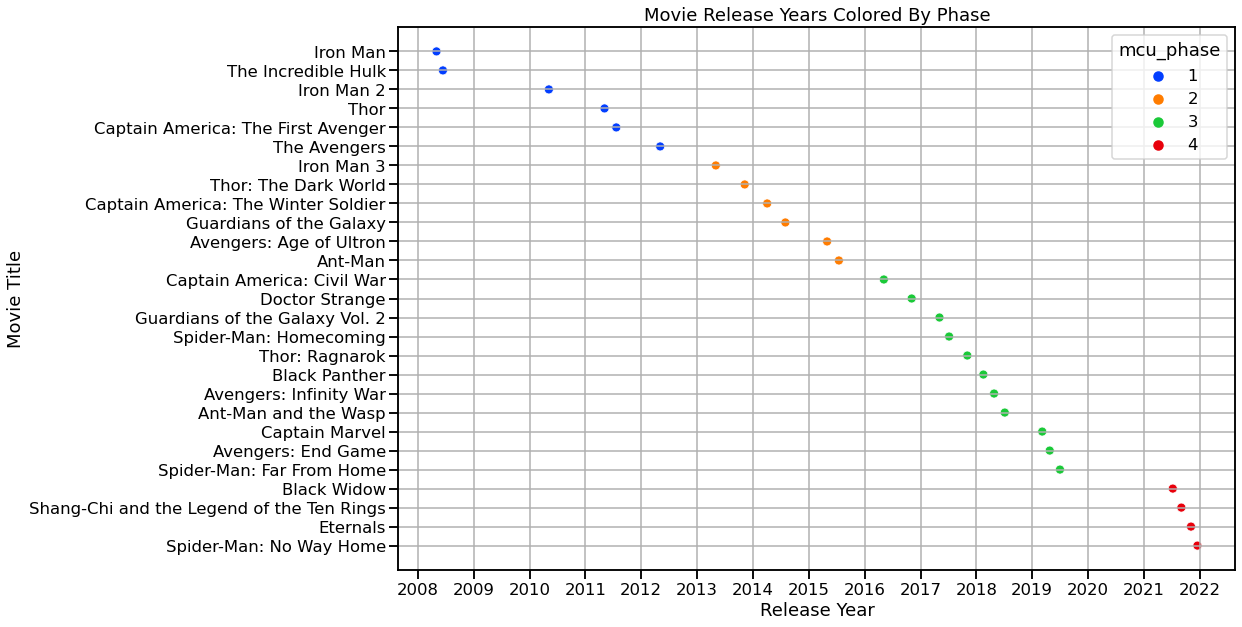 Movie Release Years Colored By Phase
mcu_phase
1
2
3
4
Movie Title
Iron Man
The Incredible Hulk
Iron Man 2
Thor
Captain America: The First Avenger
The Avengers
Iron Man 3
Thor: The Dark World
Captain America: The Winter Soldier
Guardians of the Galaxy
Avengers: Age of Ultron
Ant-Man
Captain America: Civil War
Doctor Strange
Guardians of the Galaxy Vol. 2
Spider-Man: Homecoming
Thor: Ragnarok
Black Panther
Avengers: Infinity War
Ant-Man and the Wasp
Captain Marvel
Avengers: End Game
Spider-Man: Far From Home
Black Widow
Shang-Chi and the Legend of the Ten Rings
Eternals
Spider-Man: No Way Home
2008 2009 2010 2011 2012 2013 2014 2015 2016 2017 2018 2019 2020 2021 2022
Release Year